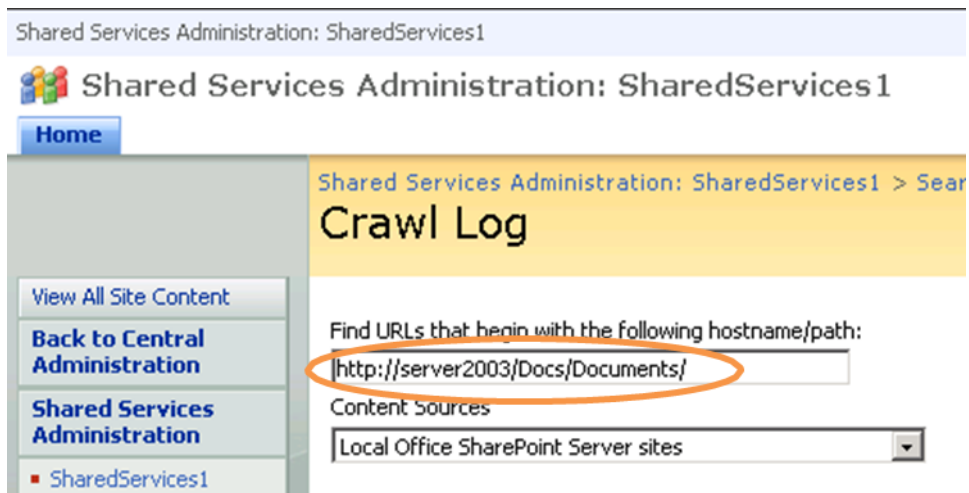 Shared Services Administration: SharedServices1
Shared Services Administration: SharedServices1
Home
Shared Services Administration: SharedServices1 > Sear
Crawl Log
View All Site Content
Back to Central
Administration
Shared Services
Administration
SharedServices1
Find URLs that begin with the following hostname/path:
http://server2003/Docs/Documents/
Content Sources
Local Office SharePoint Server sites